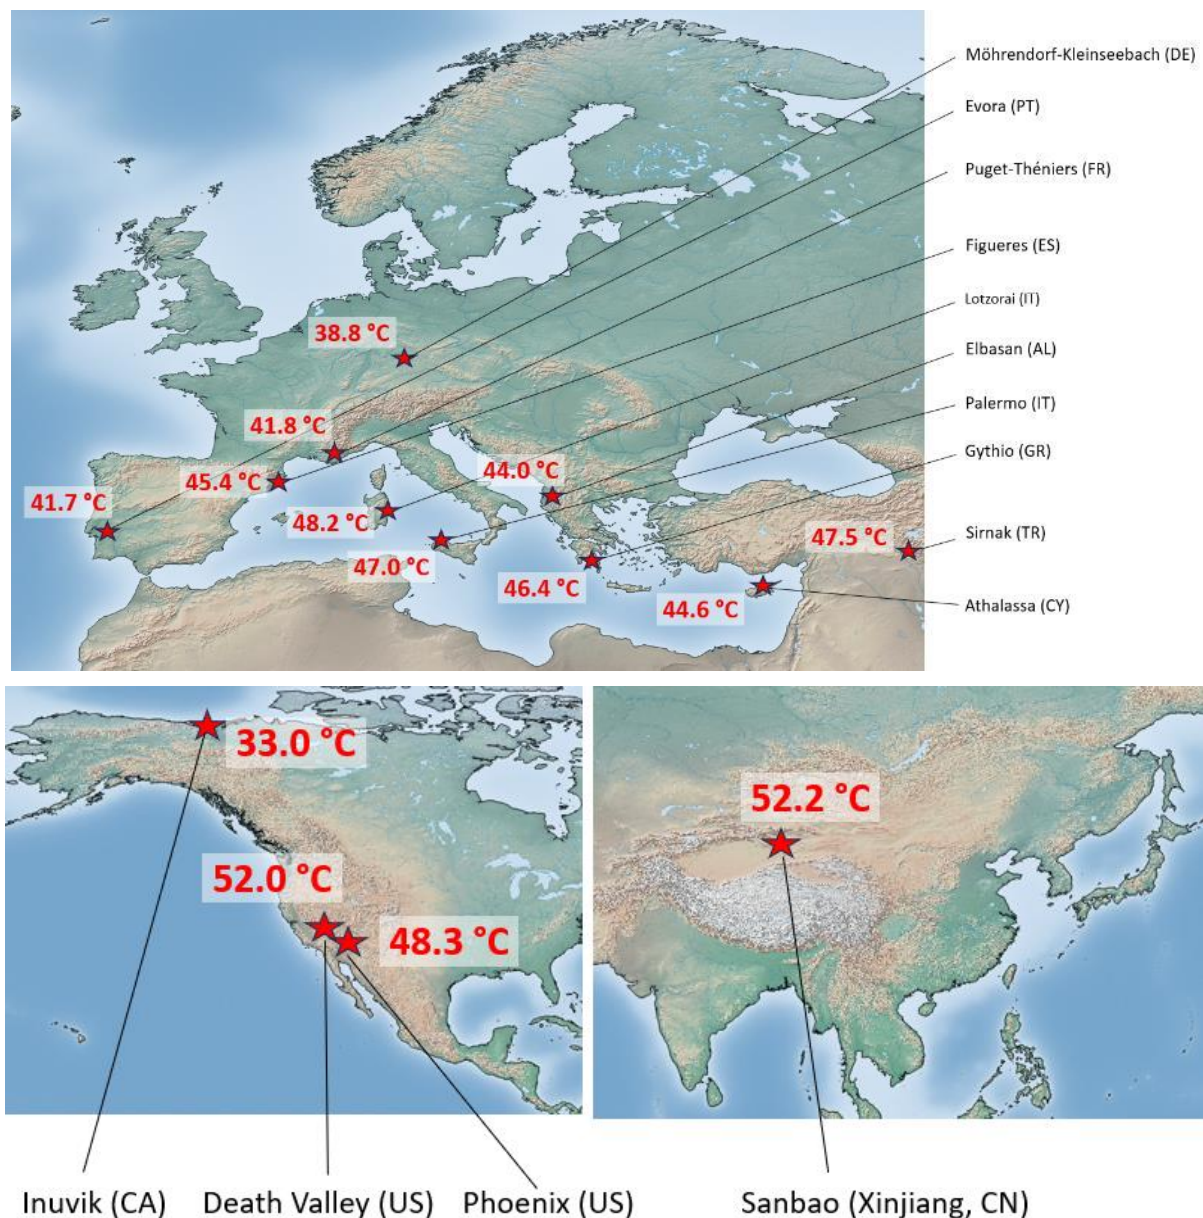 Möhrendorf-Kleinseebach (DE)
Evora (PT)
Puget-Théniers (FR)
Figueres (ES)
Lotzorai (IT)
Elbasan (AL)
Palermo (IT)
Gythio (GR)
Sirnak (TR)
Athalassa (CY)
38.8 °C
41.8 °C
45.4 °C
44.0 °C
41.7 °C
48.2 °C
47.5 °C
47.0 °C
46.4 °C
44.6 °C
33.0 °C
52.0 °C
48.3 °C
52.2 °C
Inuvik (CA)
Death Valley (US)
Phoenix (US)
Sanbao (Xinjiang, CN)